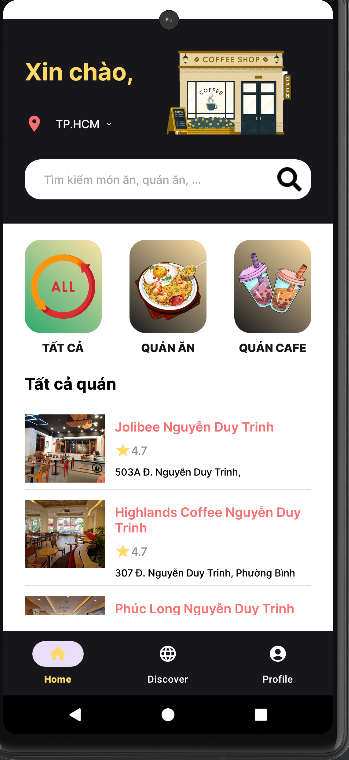 Xin chào,
COFFEE SHOP
COFFEE
TP.HCM
Tìm kiếm món ăn, quán ăn, ...
ALL
TẤT CẢ
QUÁN ĂN
QUÁN CAFE
Tất cả quán
Jolibee Nguyễn Duy Trinh
4.7
503A Đ. Nguyễn Duy Trinh,
Highlands Coffee Nguyễn Duy
Trinh
4.7
307 Đ. Nguyễn Duy Trinh, Phường Bình
Phúc Long Nguyễn Duy Trinh
Home
Discover
Profile